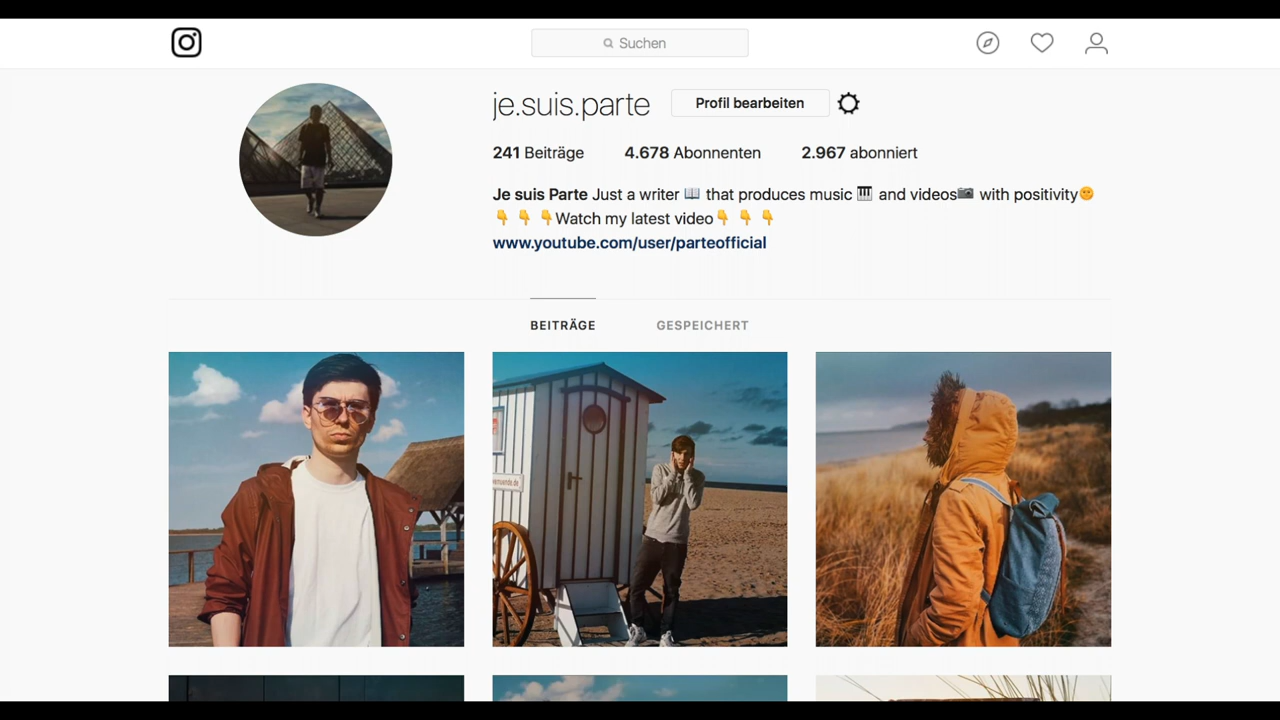 Suchen
je.suis.parte Profil bearbeiten
241 Beiträge 4.678 Abonnenten 2.967 abonniert
Je suis Parte Just a writer 📖 that produces music 🎹 and videos📷 with positivity🙂
👇 👇 👇Watch my latest video👇 👇 👇
www.youtube.com/user/parteofficial
BEITRÄGE GESPEICHERT